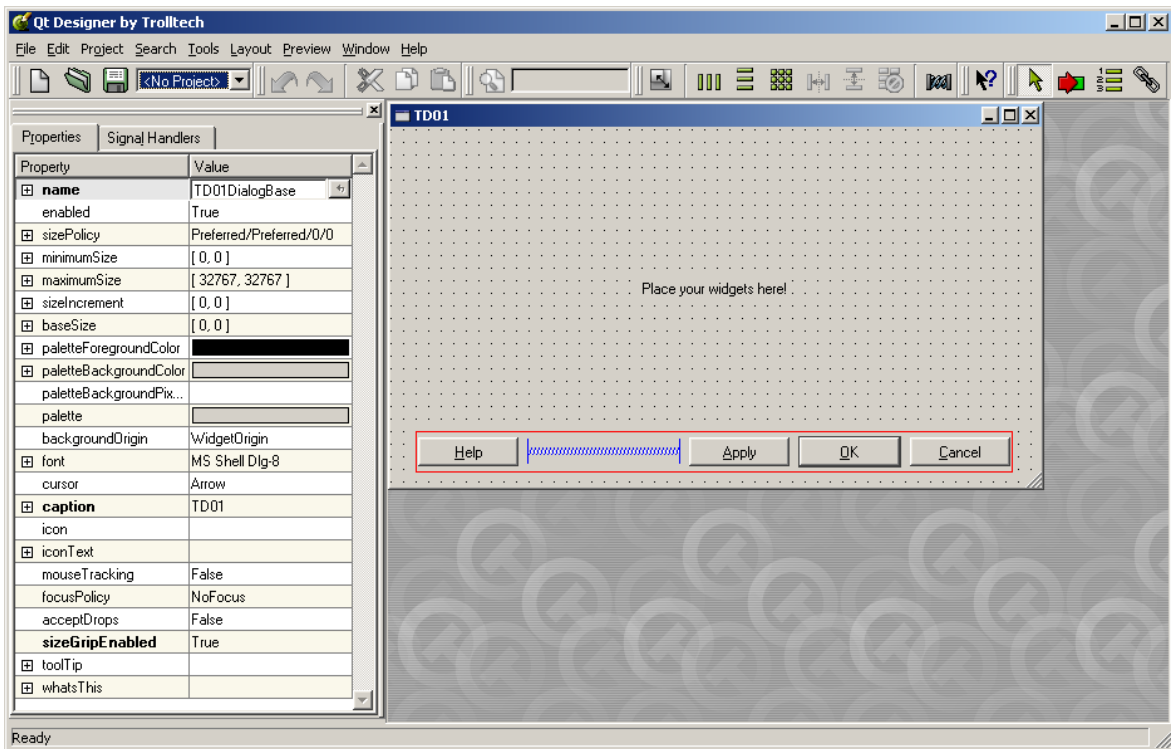 Qt Designer by Trolltech
File Edit Project Search Tools Layout Preview Window Help
<No Project>
TD01
Properties Signal Handlers
Property Value
name TD01DialogBase
enabled True
sizePolicy Preferred/Preferred/0/0
minimumSize [ 0, 0 ]
maximumSize [ 32767, 32767 ]
sizeIncrement [ 0, 0 ]
baseSize [ 0, 0 ]
paletteForegroundColor
paletteBackgroundColor
paletteBackgroundPix...
palette
backgroundOrigin WidgetOrigin
font MS Shell Dlg-8
cursor Arrow
caption TD01
icon
iconText
mouseTracking False
focusPolicy NoFocus
acceptDrops False
sizeGripEnabled True
toolTip
whatsThis
Place your widgets here!
Help Apply OK Cancel
Ready